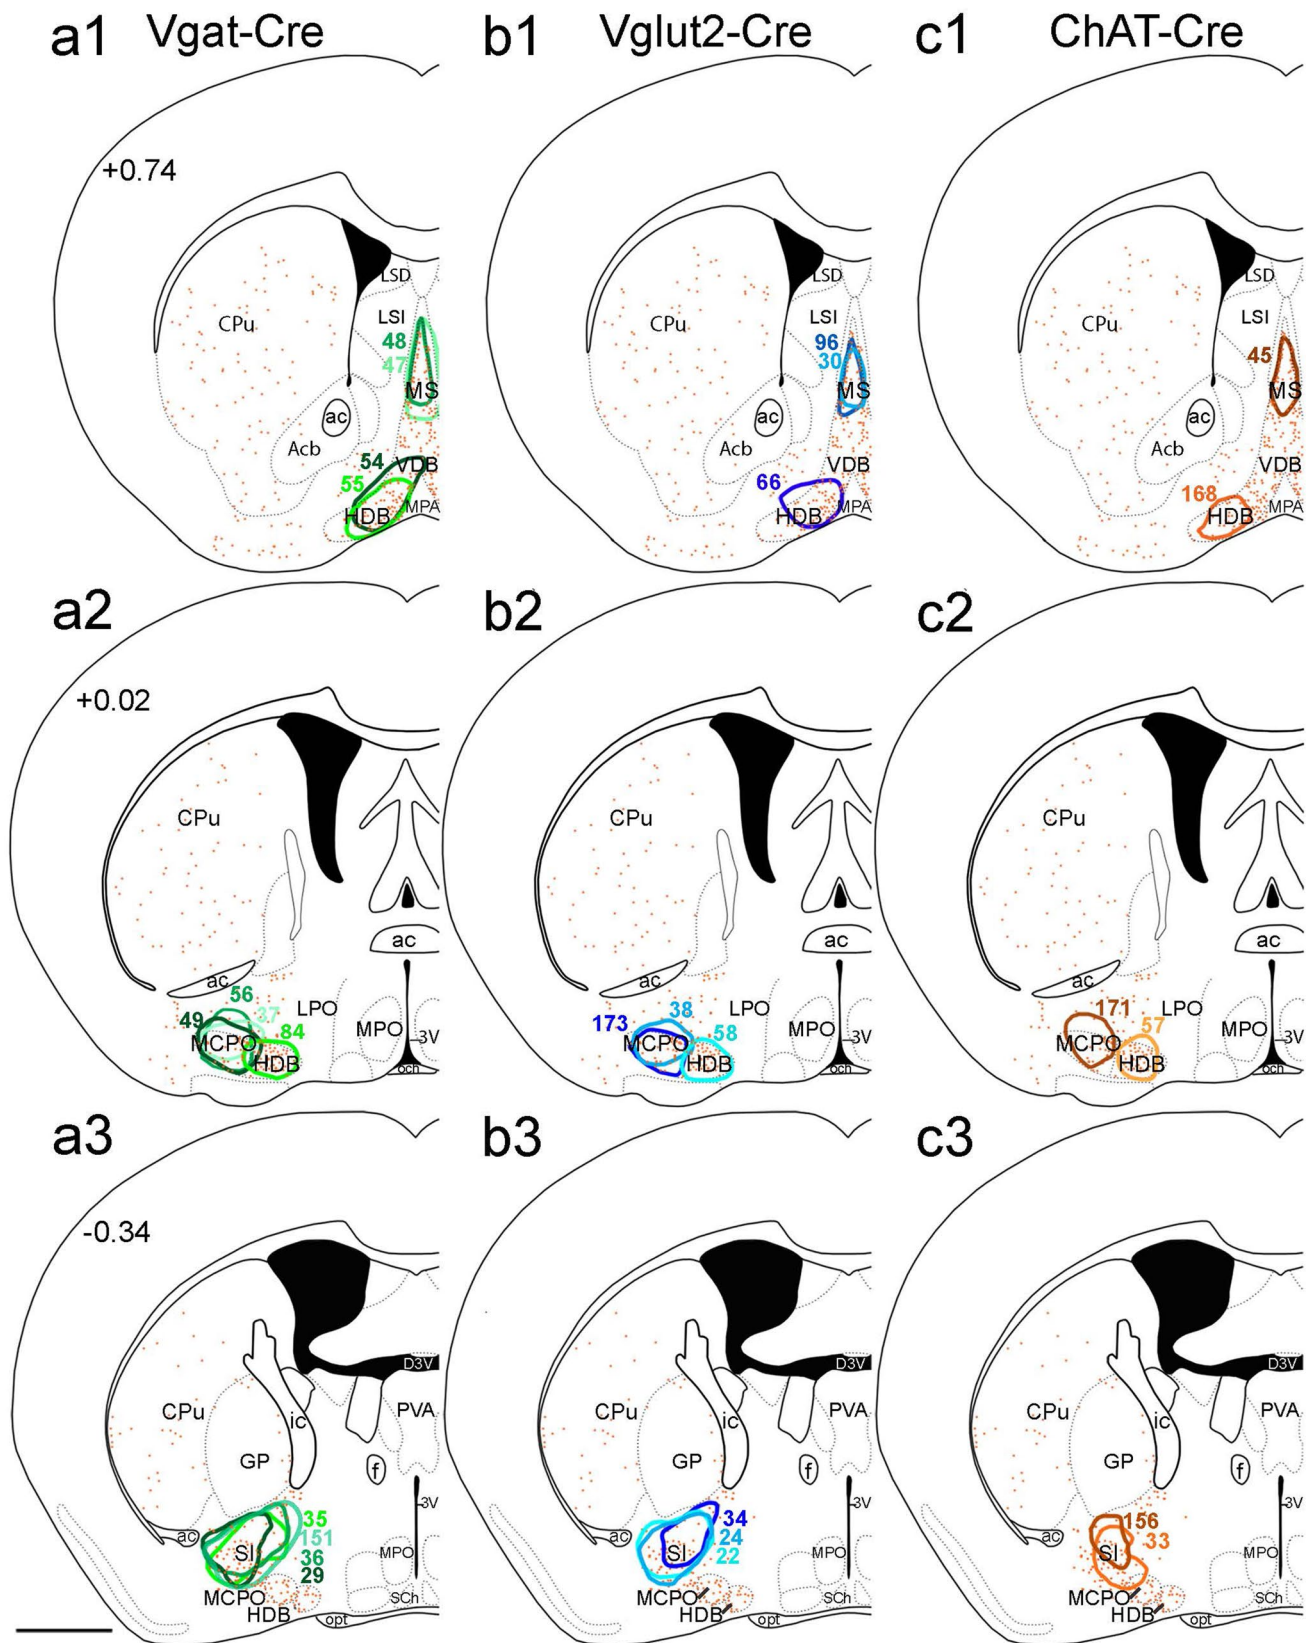 a1 Vgat-Cre b1 Vglut2-Cre c1 ChAT-Cre
+0.74
LSD LSD LSD
CPu LSI CPu LSI CPu LSI
48 96 45
47 30
MS MS MS
ac ac ac
Acb Acb Acb
54 VDB VDB VDB
55 66 168
HDB MPA HDB MPA HDB MPA
a2 b2 c2
+0.02
CPu CPu CPu
ac ac ac
ac ac ac
56 LPO 38 LPO 171 LPO
49 37 84 173 58 57
MPO MPO MPO
MCPO 3V MCPO 3V MCPO 3V
HDB och HDB och HDB och
a3 b3 c3
-0.34
D3V D3V D3V
CPu ic PVA CPu ic PVA CPu ic PVA
GP f GP f GP f
3V 3V 3V
35 34 156
ac 151 ac 24 ac 33
SI 36 MPO SI 22 MPO SI MPO
29
MCPO SCh MCPO SCh MCPO SCh
HDB opt HDB opt HDB opt